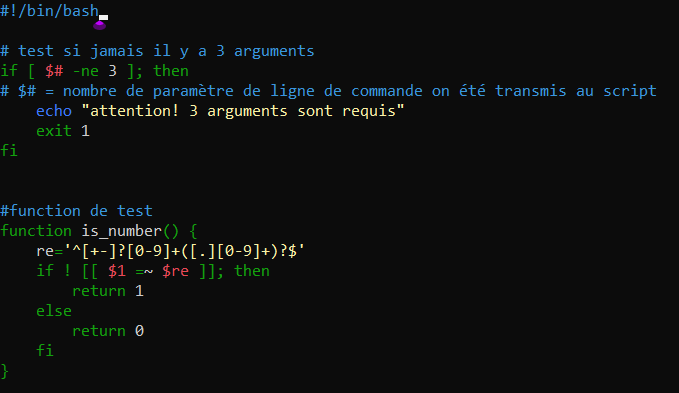 #!/bin/bash
# test si jamais il y a 3 arguments
if [ $# -ne 3 ]; then
# $# = nombre de paramètre de ligne de commande on été transmis au script
    echo "attention! 3 arguments sont requis"
    exit 1
fi
#function de test
function is_number() {
    re='^[+-]?[0-9]+([.][0-9]+)?$'
    if ! [[ $1 =~ $re ]]; then
        return 1
    else
        return 0
    fi
}